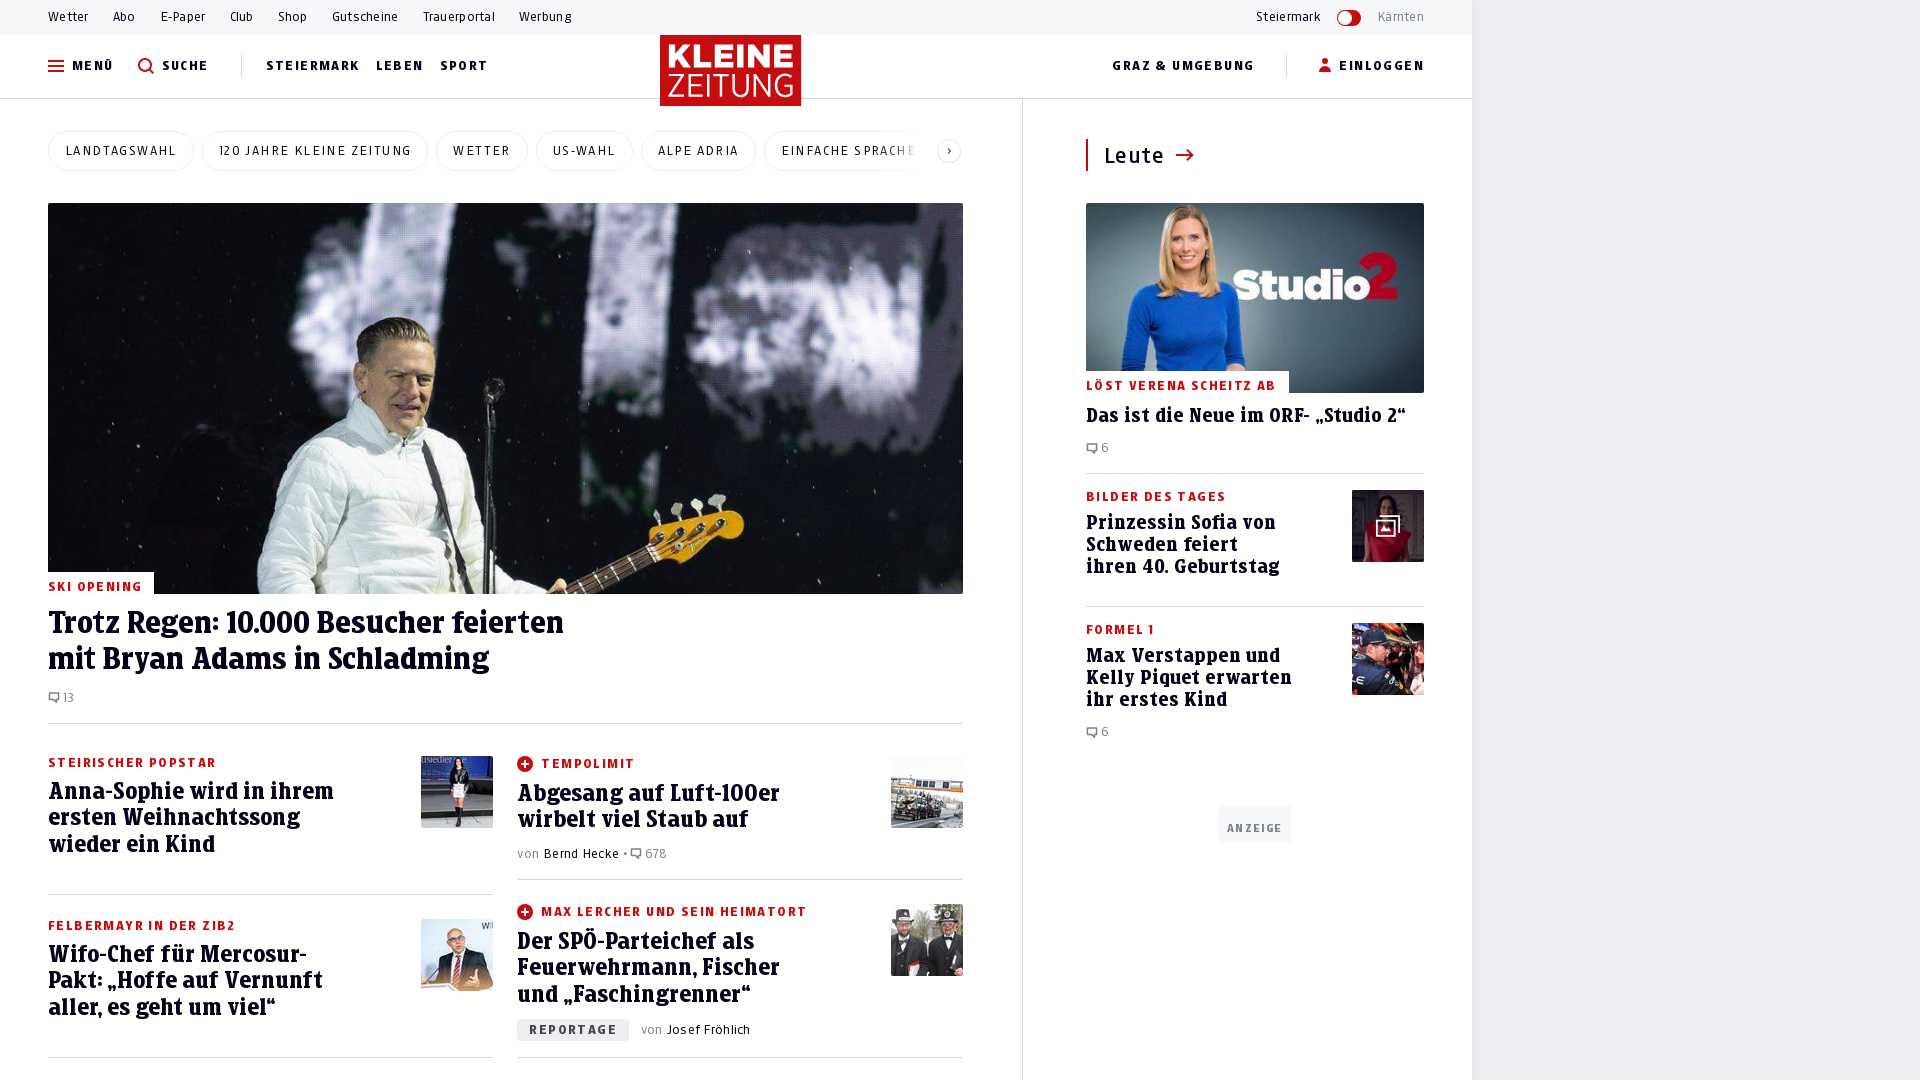 Wetter Abo E-Paper Club Shop Gutscheine Trauerportal Werbung Steiermark Kärnten
MENÜ SUCHE STEIERMARK LEBEN SPORT KLEINE ZEITUNG GRAZ & UMGEBUNG EINLOGGEN
LANDTAGSWAHL 120 JAHRE KLEINE ZEITUNG WETTER US-WAHL ALPE ADRIA EINFACHE SPRACHE
SKI OPENING
Trotz Regen: 10.000 Besucher feierten
mit Bryan Adams in Schladming
13
STEIRISCHER POPSTAR
Anna-Sophie wird in ihrem
ersten Weihnachtssong
wieder ein Kind
FELBERMAYR IN DER ZIB2
Wifo-Chef für Mercosur-
Pakt: „Hoffe auf Vernunft
aller, es geht um viel“
TEMPOLIMIT
Abgesang auf Luft-100er
wirbelt viel Staub auf
von Bernd Hecke • 678
MAX LERCHER UND SEIN HEIMATORT
Der SPÖ-Parteichef als
Feuerwehrmann, Fischer
und „Faschingrenner“
REPORTAGE von Josef Fröhlich
Leute
Studio 2
LÖST VERENA SCHEITZ AB
Das ist die Neue im ORF- „Studio 2“
6
BILDER DES TAGES
Prinzessin Sofia von
Schweden feiert
ihren 40. Geburtstag
FORMEL 1
Max Verstappen und
Kelly Piquet erwarten
ihr erstes Kind
6
ANZEIGE